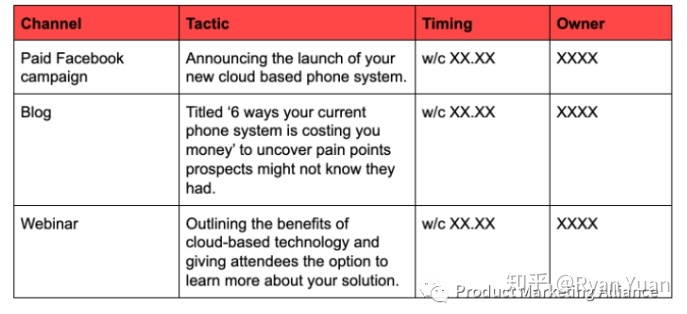 Channel Tactic Timing Owner
Paid Facebook Announcing the launch of your w/c XX.XX XXXX
campaign new cloud based phone system.
Blog Titled ‘6 ways your current w/c XX.XX XXXX
phone system is costing you
money’ to uncover pain points
prospects might not know they
had.
Webinar Outlining the benefits of w/c XX.XX XXXX
cloud-based technology and
giving attendees the option to
learn more about your solution.
知乎 @Ryan Yuan
Product Marketing Alliance